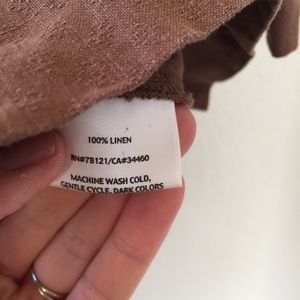 100% LINEN
RN#78121/CA#34460
MACHINE WASH COLD,
GENTLE CYCLE, DARK COLORS